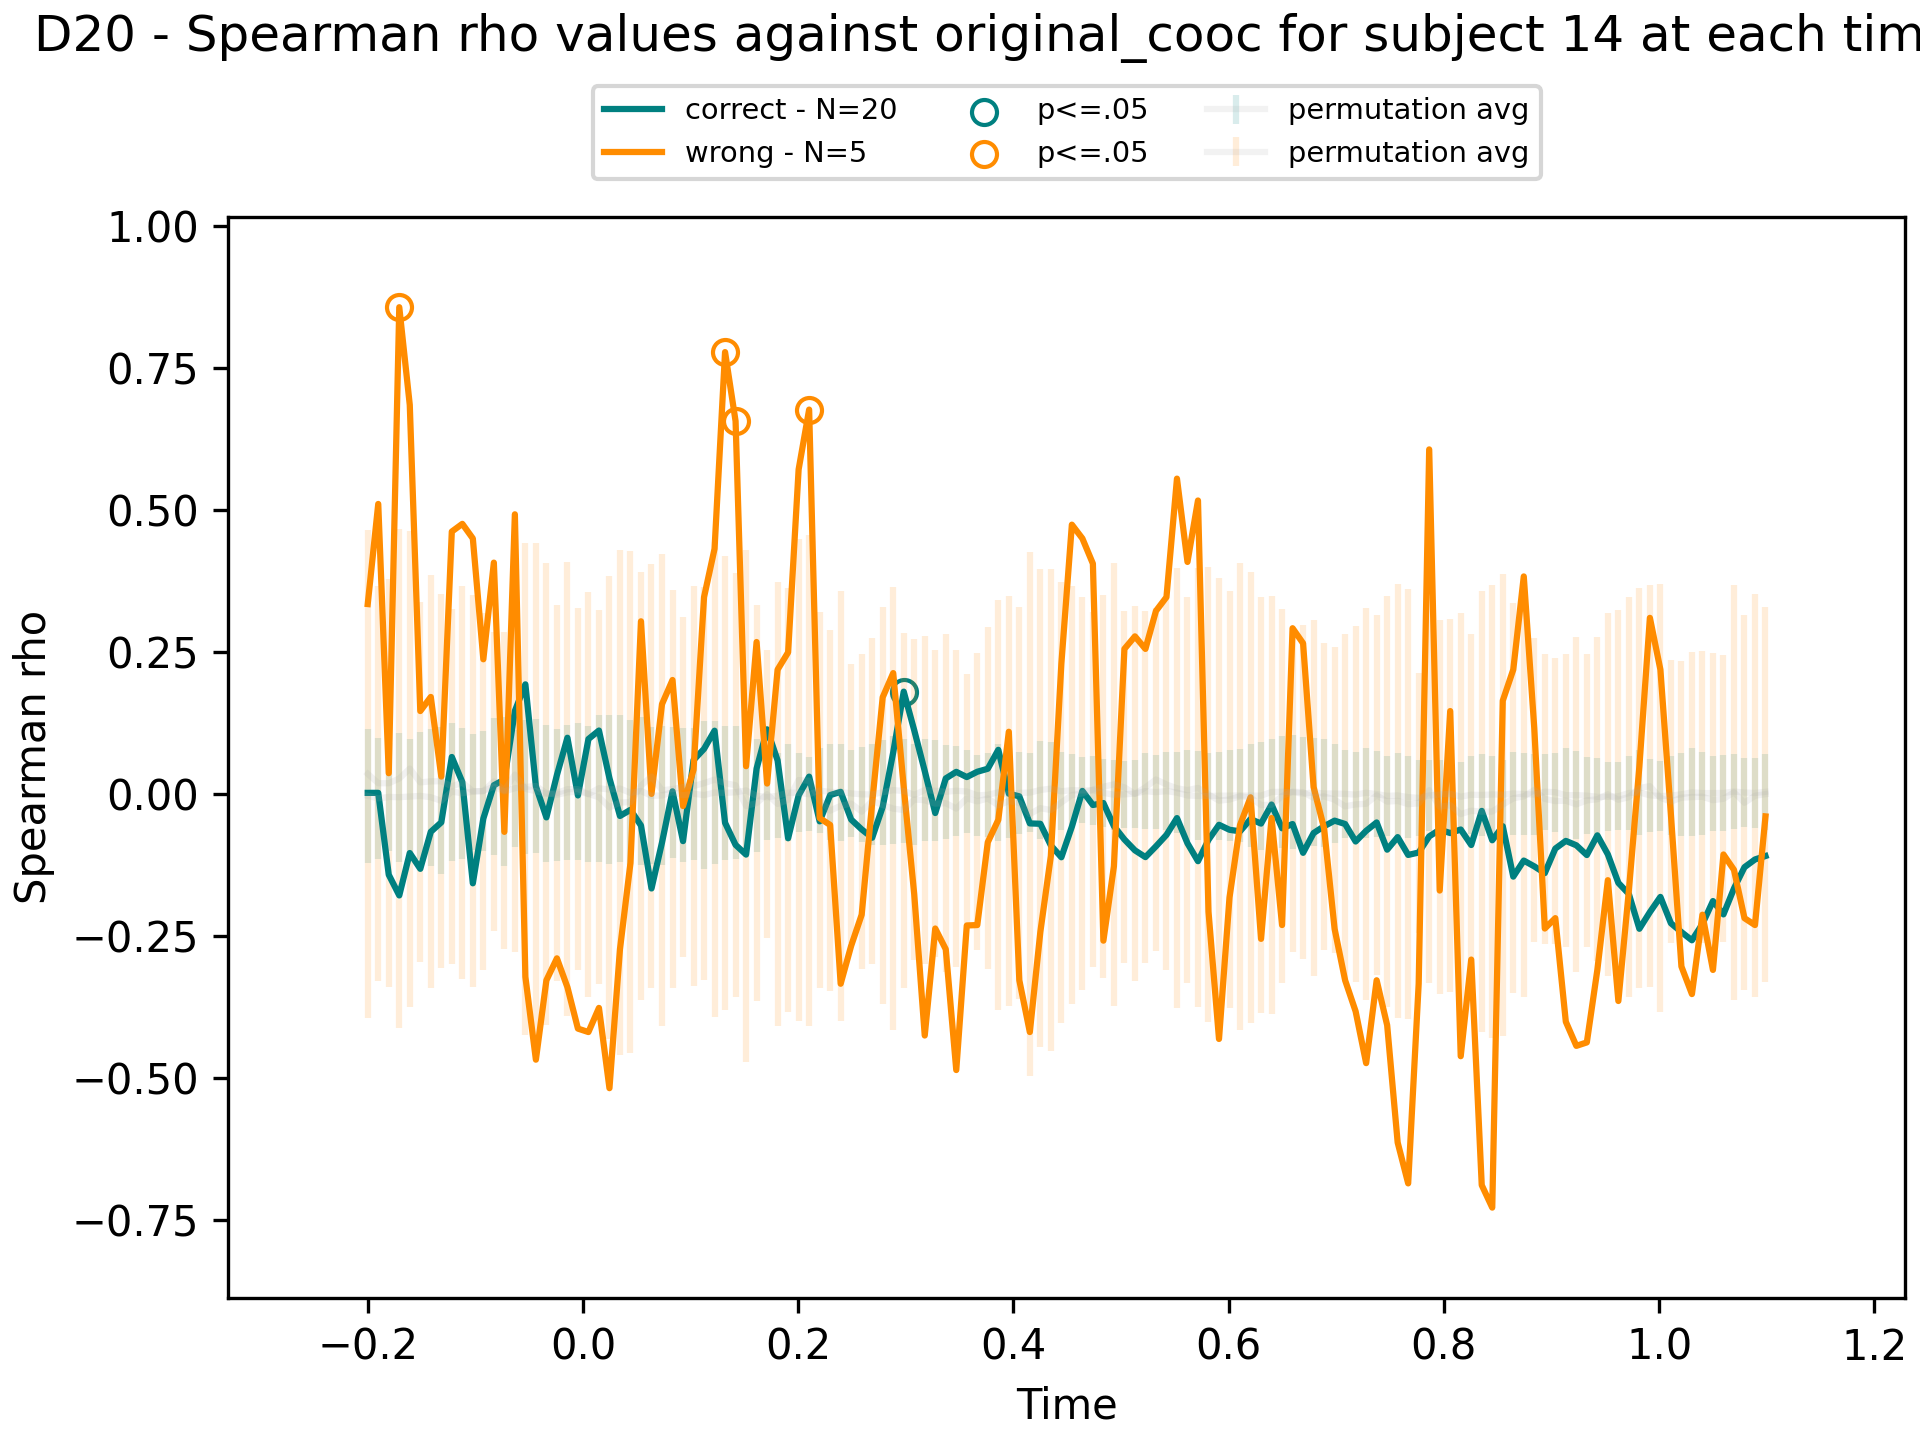 D20 - Spearman rho values against original_cooc for subject 14 at each tim
correct - N=20 p<=.05 permutation avg
wrong - N=5 p<=.05 permutation avg
1.00
0.75
0.50
0.25
0.00
−0.25
−0.50
−0.75
Spearman rho
−0.2 0.0 0.2 0.4 0.6 0.8 1.0 1.2
Time